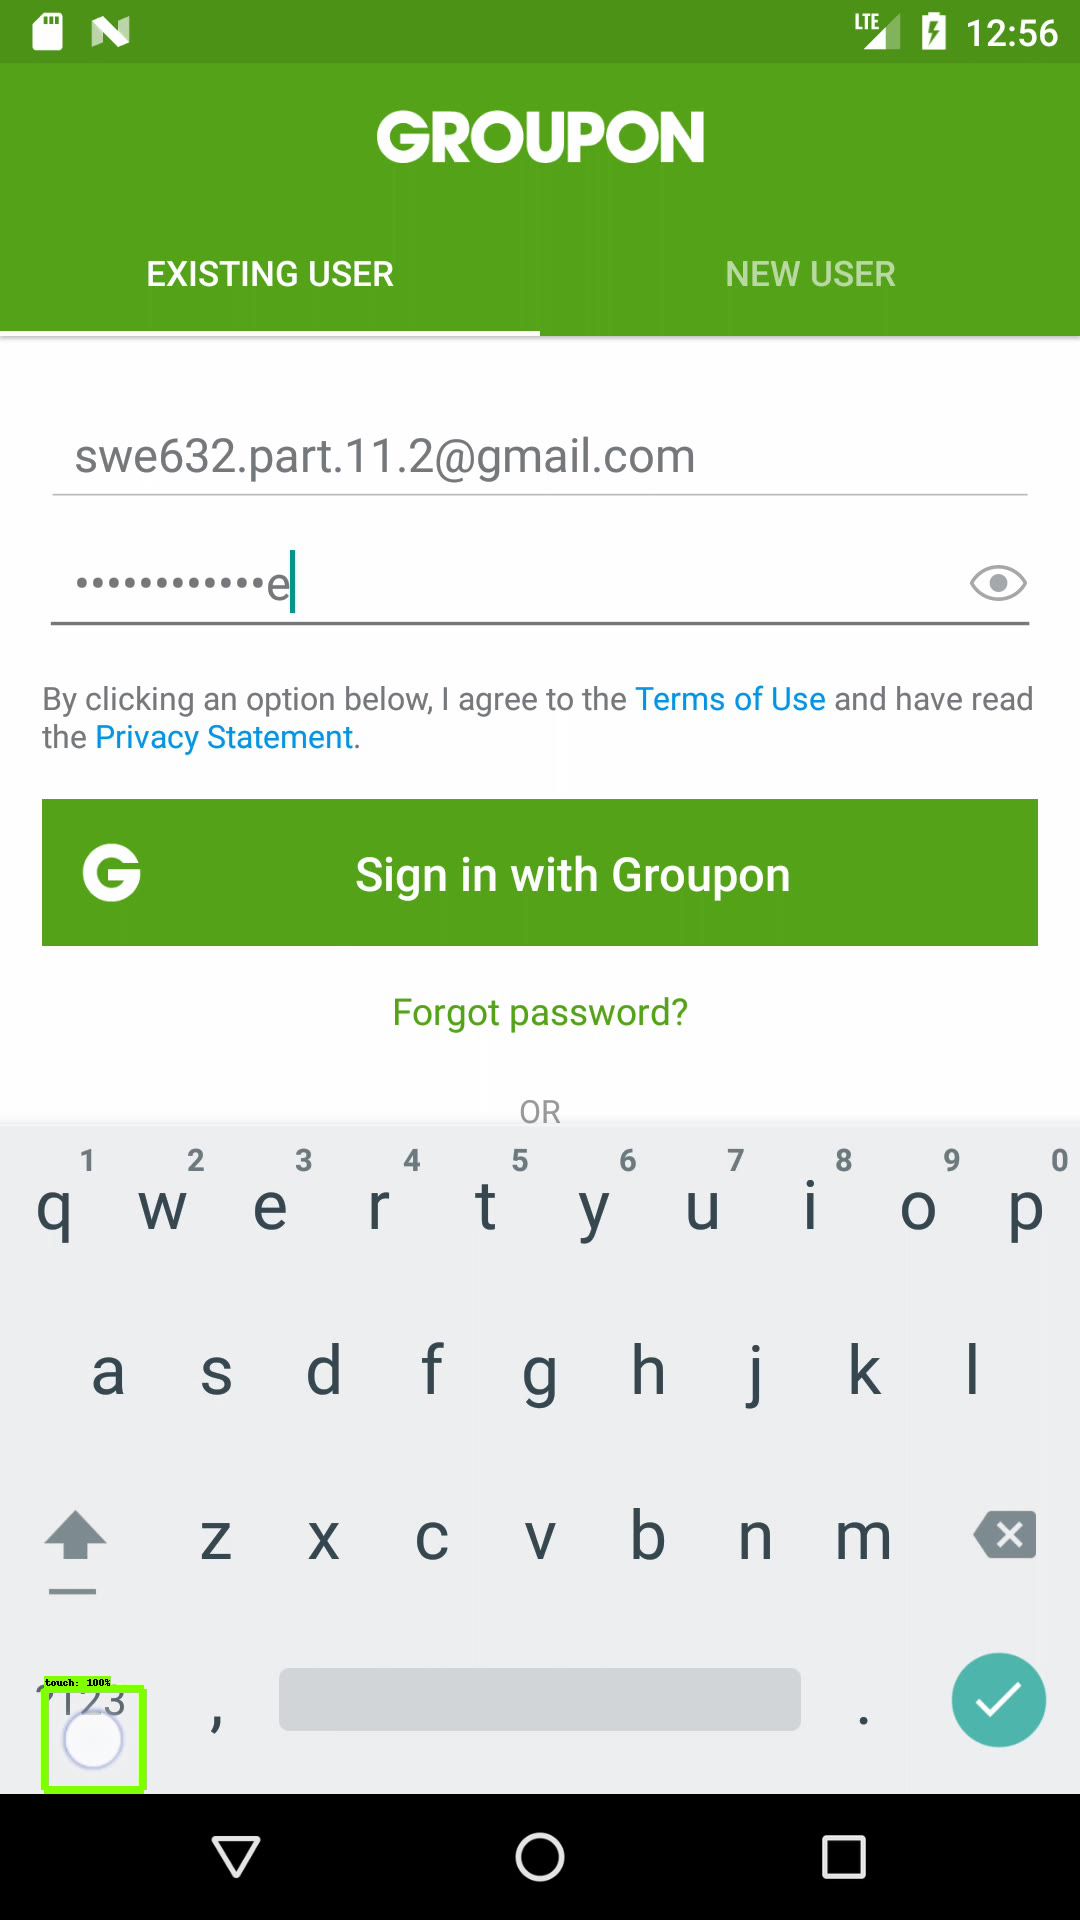 LTE 12:56
GROUPON
EXISTING USER NEW USER
swe632.part.11.2@gmail.com
••••••••••••e
By clicking an option below, I agree to the Terms of Use and have read
the Privacy Statement.
G Sign in with Groupon
Forgot password?
OR
1 2 3 4 5 6 7 8 9 0
q w e r t y u i o p
a s d f g h j k l
z x c v b n m
touch: 100%
?123 , .